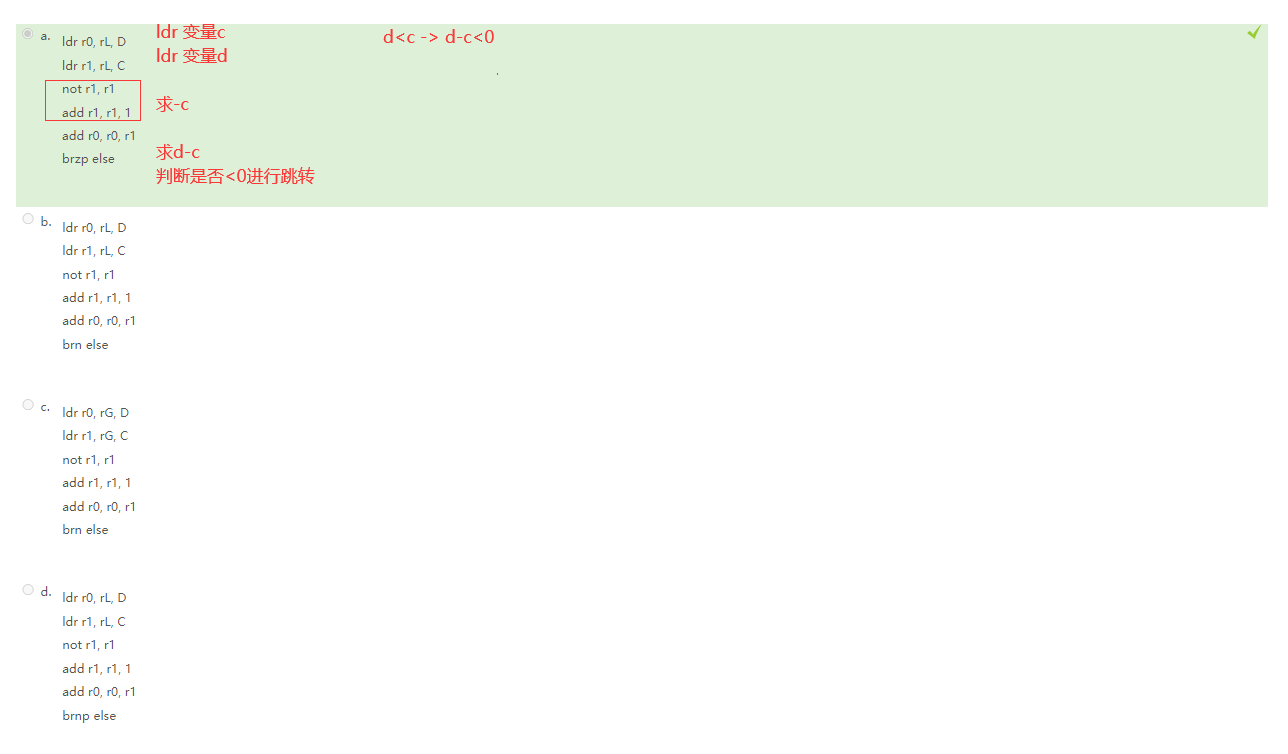 a. ldr r0, rL, D
ldr 变量c
d<c -> d-c<0
ldr r1, rL, C
ldr 变量d
not r1, r1
add r1, r1, 1
求-c
add r0, r0, r1
求d-c
brzp else
判断是否<0进行跳转
b. ldr r0, rL, D
ldr r1, rL, C
not r1, r1
add r1, r1, 1
add r0, r0, r1
brn else
c. ldr r0, rG, D
ldr r1, rG, C
not r1, r1
add r1, r1, 1
add r0, r0, r1
brn else
d. ldr r0, rL, D
ldr r1, rL, C
not r1, r1
add r1, r1, 1
add r0, r0, r1
brnp else